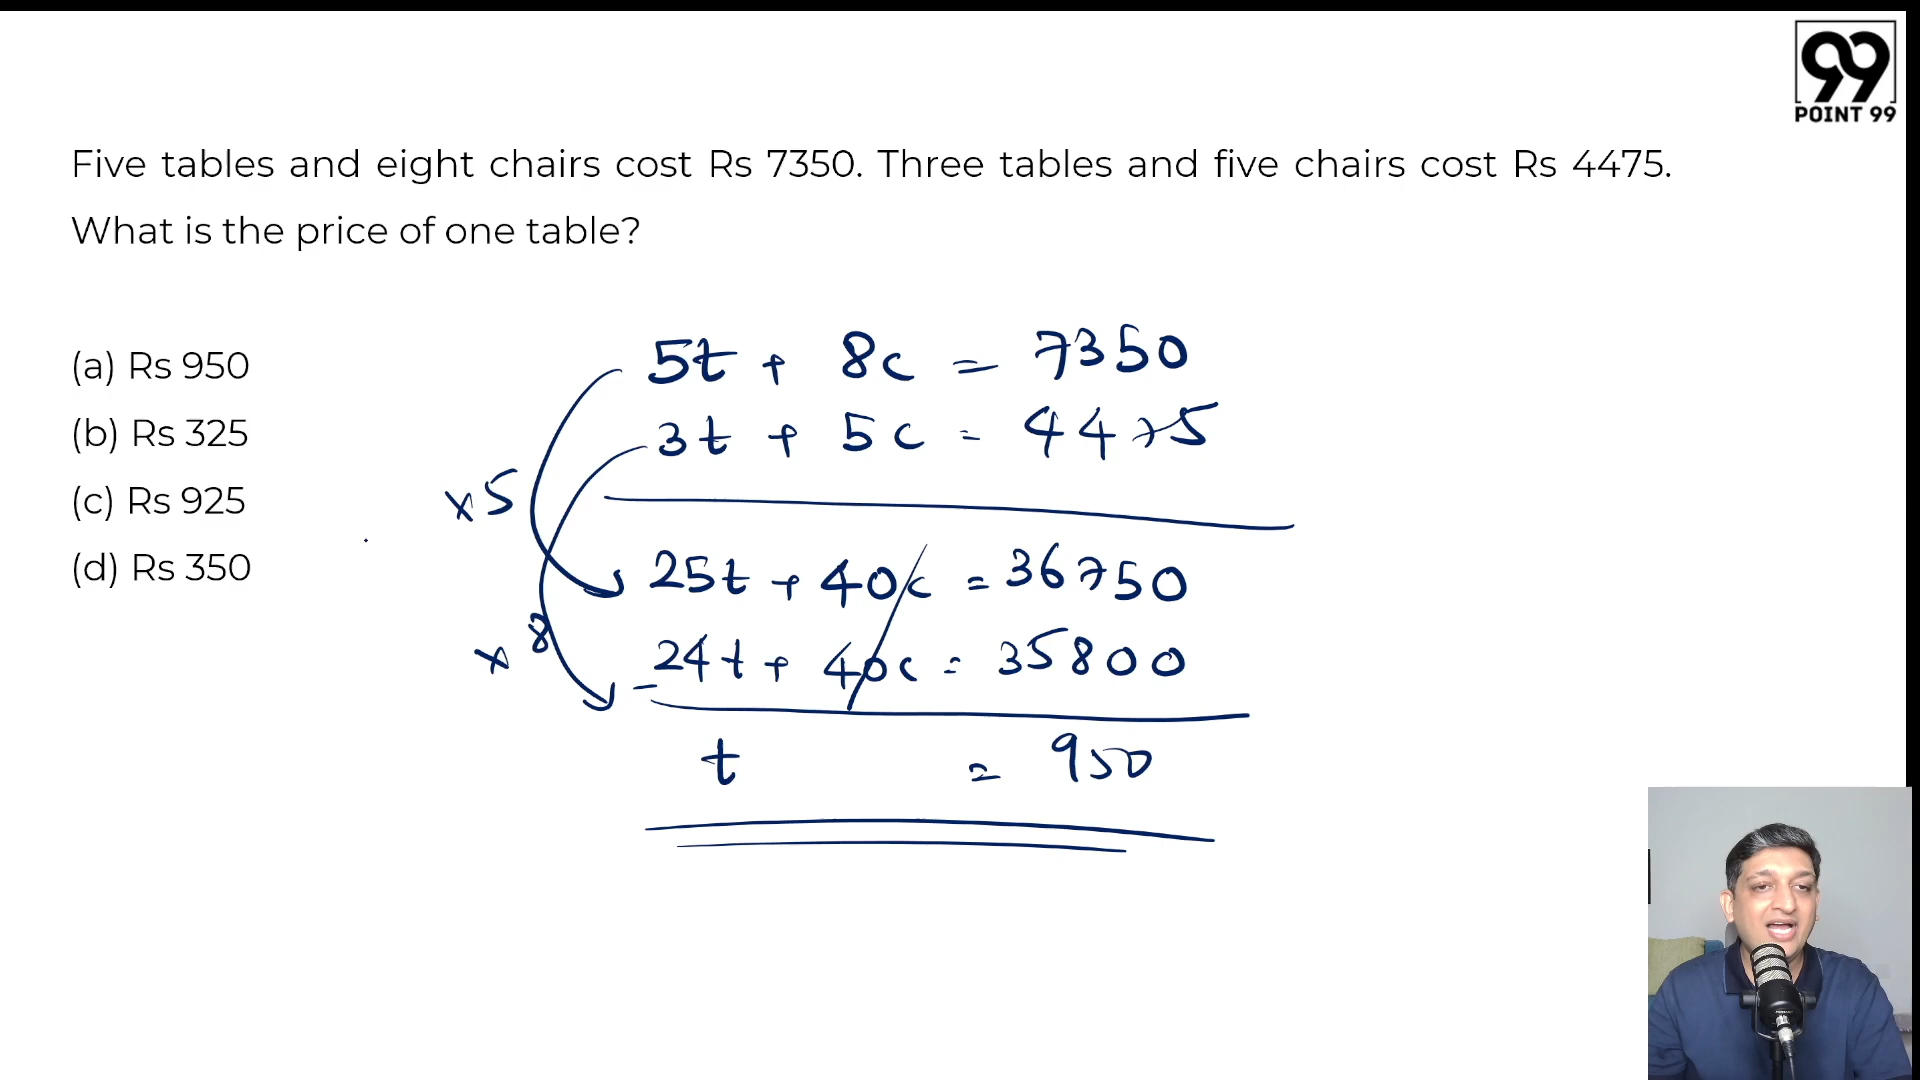 99
POINT 99
Five tables and eight chairs cost Rs 7350. Three tables and five chairs cost Rs 4475.
What is the price of one table?
(a) Rs 950
(b) Rs 325
(c) Rs 925
(d) Rs 350
5t + 8c = 7350
3t + 5c = 4475
×5
25t + 40c = 36750
×8
- 24t + 40c = 35800
t = 950